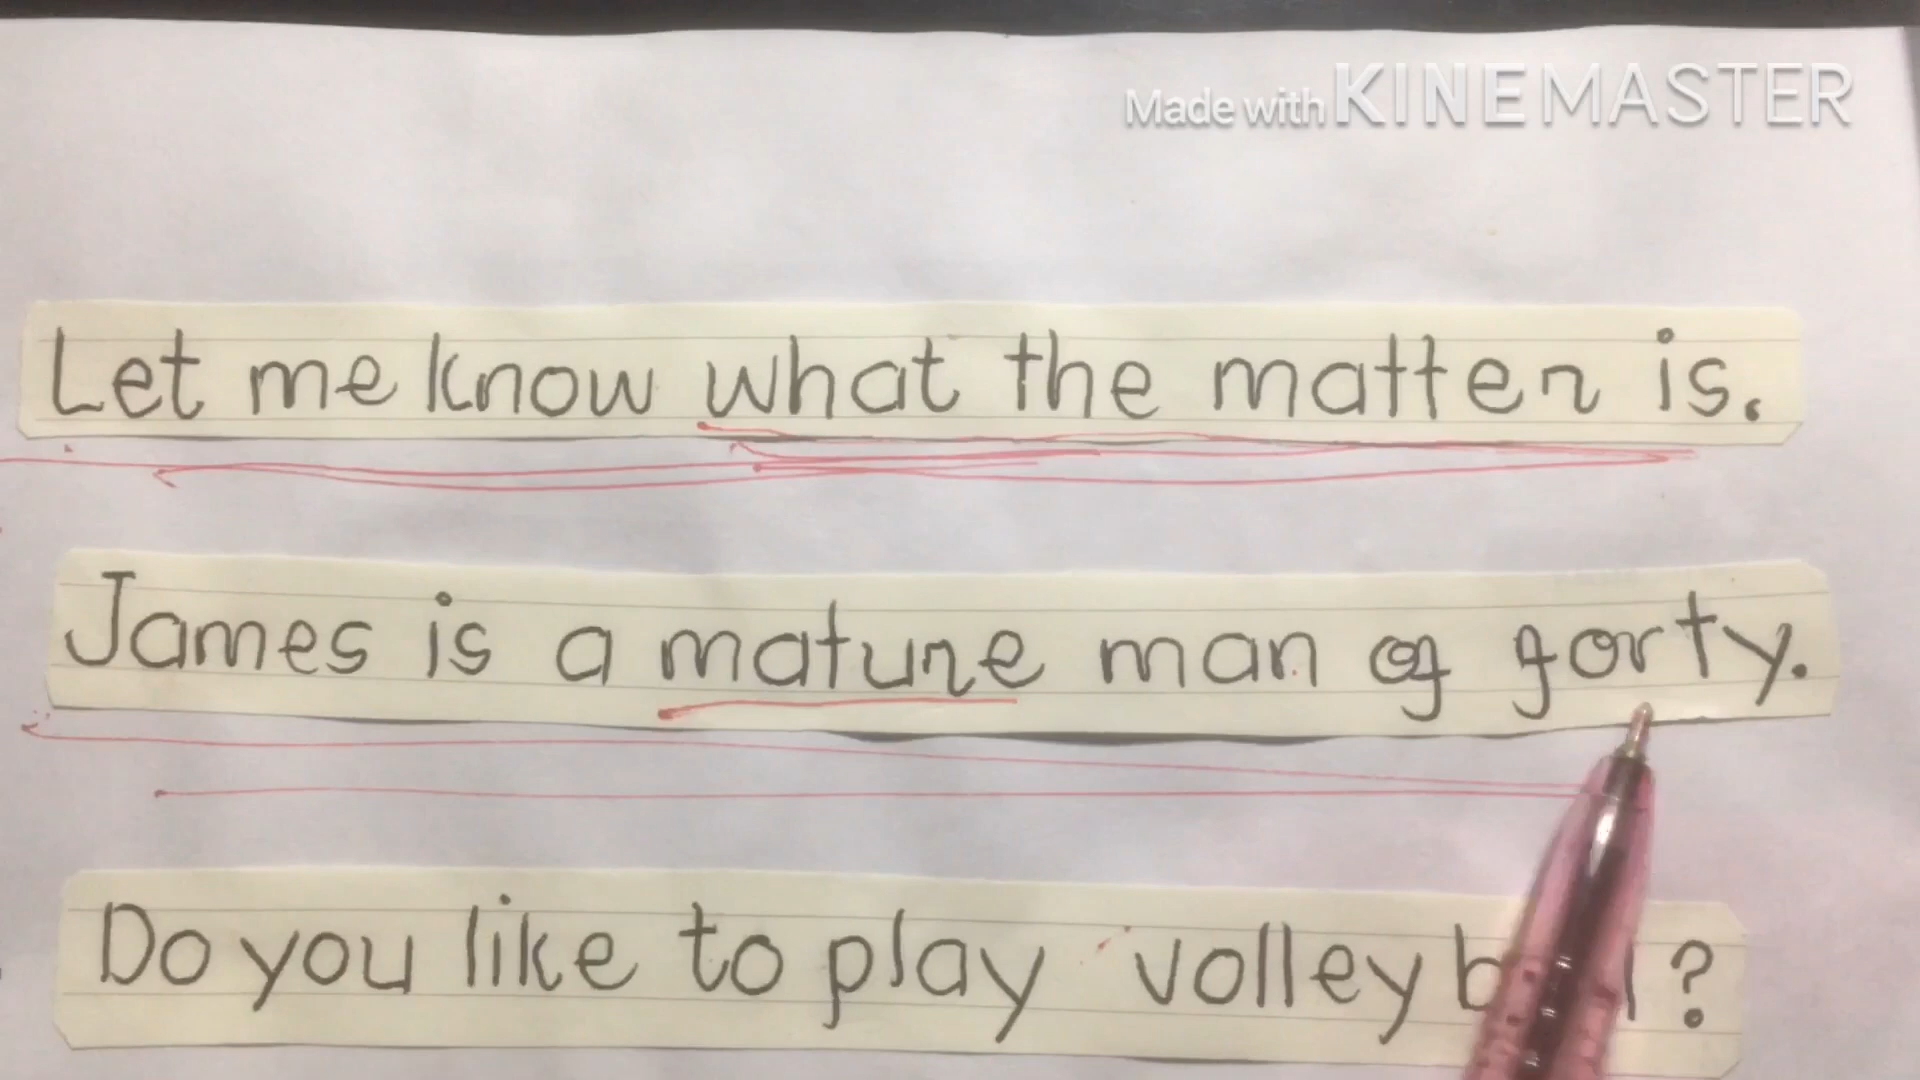 Made with KINEMASTER
Let me know what the matter is.
James is a mature man of forty.
Do you like to play ?